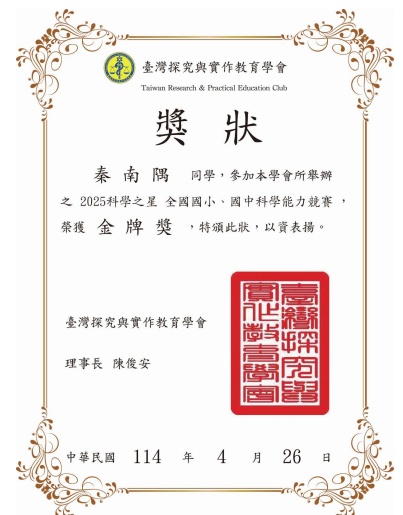 臺灣探究與實作教育學會
Taiwan Research & Practical Education Club
獎狀
秦南隅 同學，參加本學會所舉辦
之 2025科學之星 全國國小、國中科學能力競賽，
榮獲 金牌獎 ，特頒此狀，以資表揚。
臺灣探究與實作教育學會
理事長 陳俊安
臺灣探究與
實作教育學會
中華民國 114 年 4 月 26 日